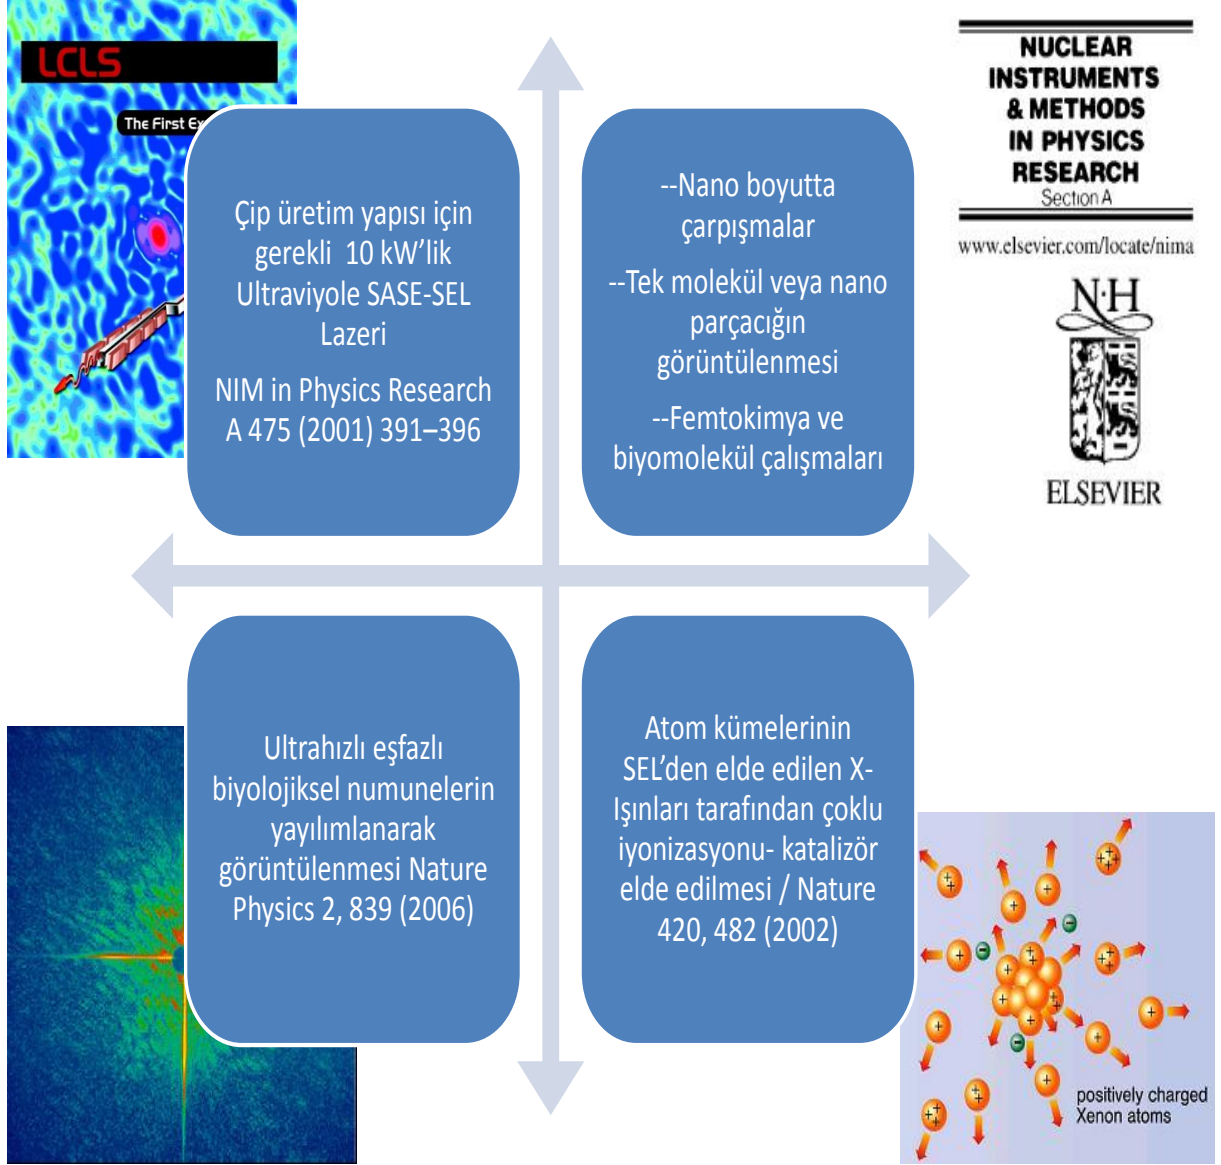 LCLS
The First Ex
Çip üretim yapısı için
gerekli 10 kW’lik
Ultraviyole SASE-SEL
Lazeri
NIM in Physics Research
A 475 (2001) 391–396
--Nano boyutta
çarpışmalar
--Tek molekül veya nano
parçacığın
görüntülenmesi
--Femtokimya ve
biyomolekül çalışmaları
NUCLEAR
INSTRUMENTS
& METHODS
IN PHYSICS
RESEARCH
Section A
www.elsevier.com/locate/nima
N·H
ELSEVIER
Ultrahızlı eşfazlı
biyolojiksel numunelerin
yayılımlanarak
görüntülenmesi Nature
Physics 2, 839 (2006)
Atom kümelerinin
SEL’den elde edilen X-
Işınları tarafından çoklu
iyonizasyonu- katalizör
elde edilmesi / Nature
420, 482 (2002)
positively charged
Xenon atoms